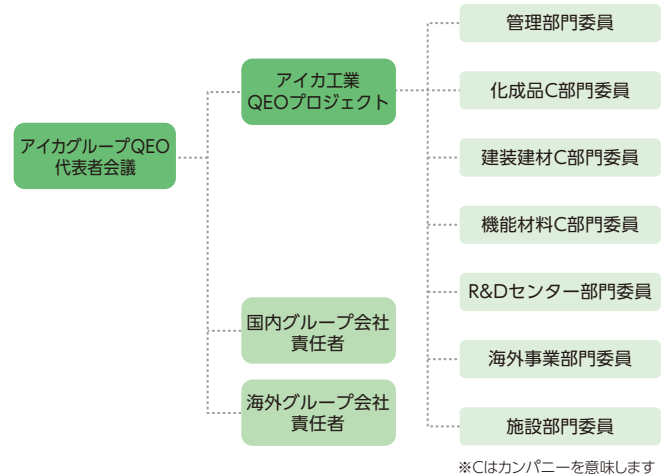 アイカグループQEO
代表者会議
アイカ工業
QEOプロジェクト
国内グループ会社
責任者
海外グループ会社
責任者
管理部門委員
化成品C部門委員
建装建材C部門委員
機能材料C部門委員
R&Dセンター部門委員
海外事業部門委員
施設部門委員
※Cはカンパニーを意味します